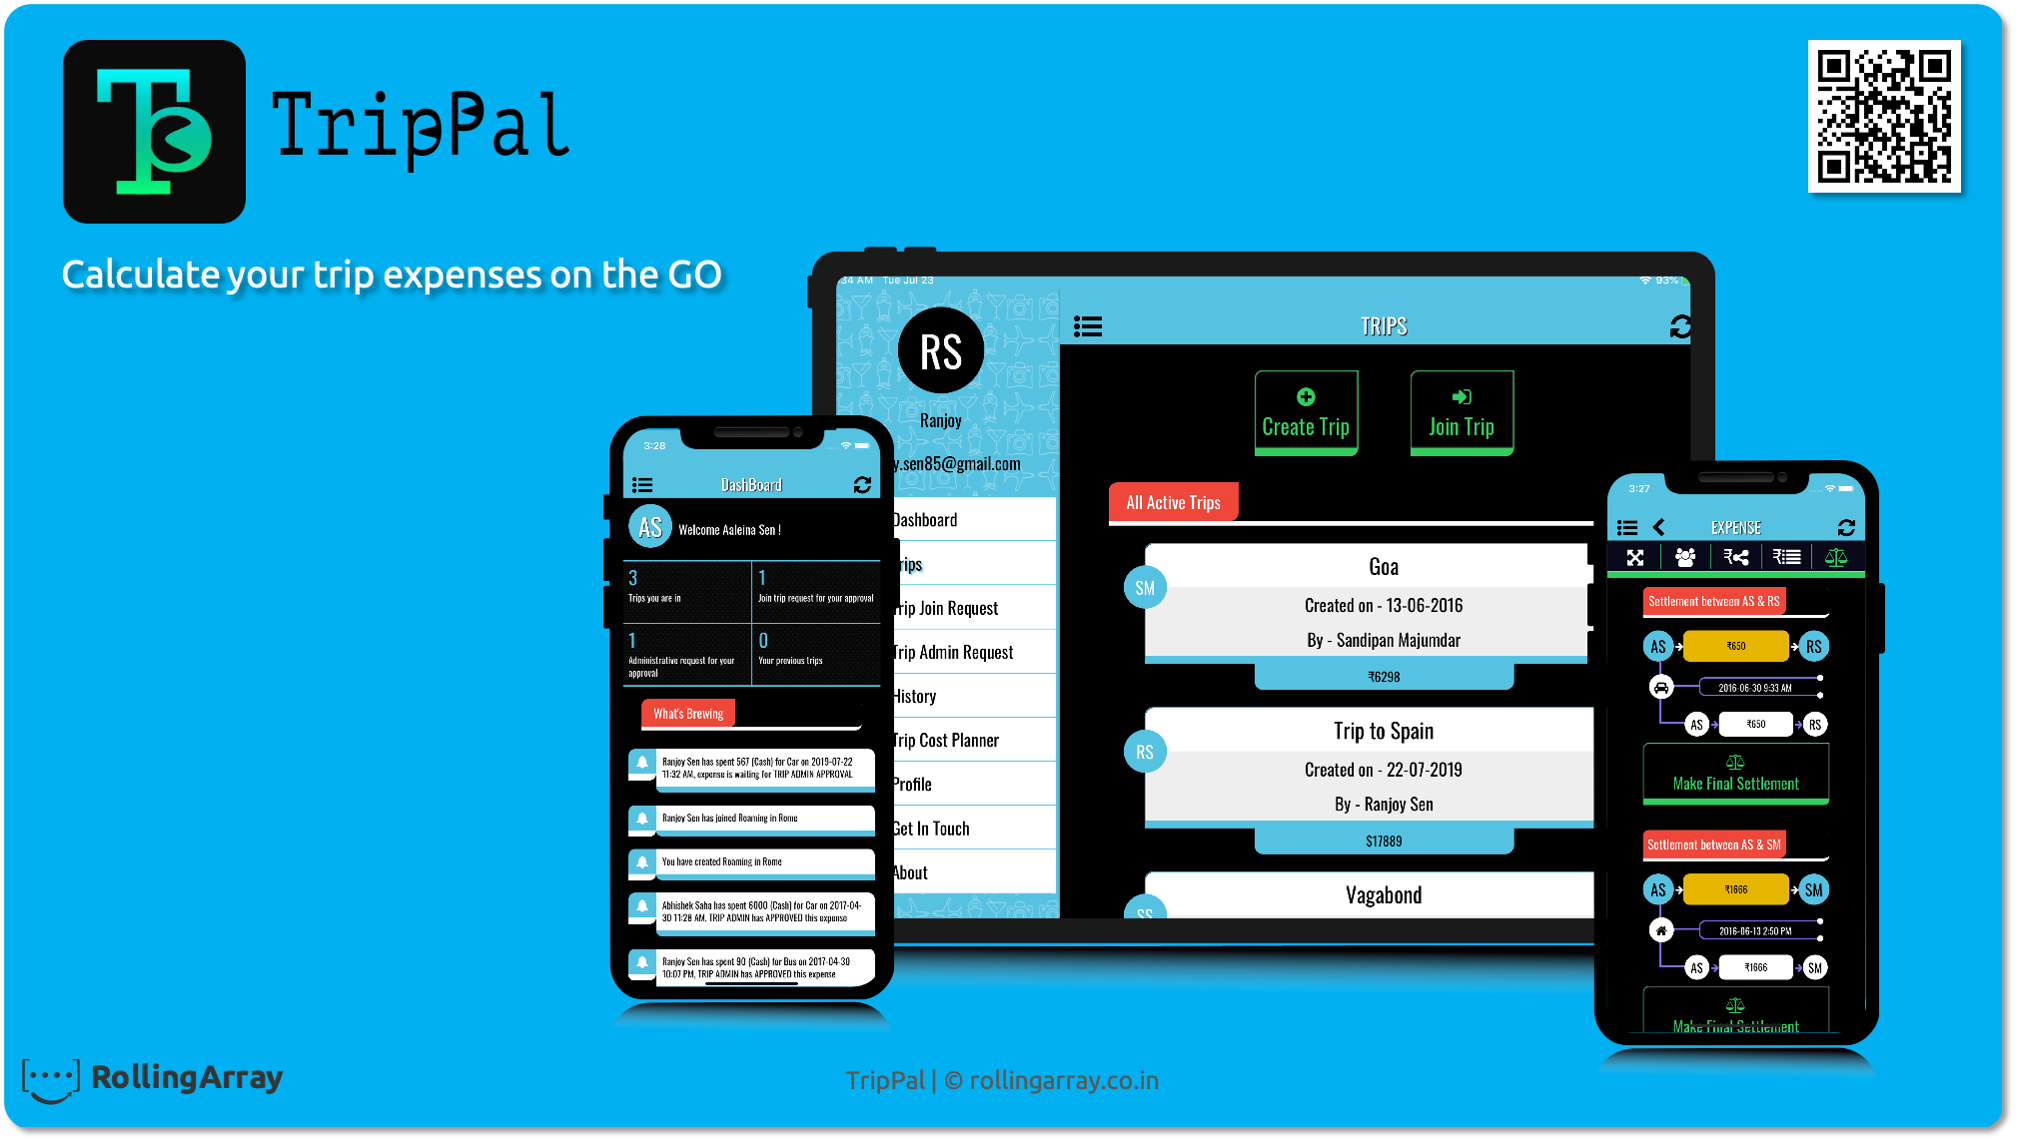 TripPal
Calculate your trip expenses on the GO
34 AM Tue Jul 23
93%
RS
Ranjoy
y.sen85@gmail.com
Dashboard
Trips
Trip Join Request
Trip Admin Request
History
Trip Cost Planner
Profile
Get In Touch
About
TRIPS
Create Trip
Join Trip
All Active Trips
SM
Goa
Created on - 13-06-2016
By - Sandipan Majumdar
₹6298
RS
Trip to Spain
Created on - 22-07-2019
By - Ranjoy Sen
$17889
SS
Vagabond
3:28
DashBoard
AS
Welcome Aaleina Sen !
3
Trips you are in
1
Join trip request for your approval
1
Administrative request for your
approval
0
Your previous trips
What's Brewing
Ranjoy Sen has spent 567 (Cash) for Car on 2019-07-22
11:32 AM, expense is waiting for TRIP ADMIN APPROVAL
Ranjoy Sen has joined Roaming in Rome
You have created Roaming in Rome
Abhishek Saha has spent 6000 (Cash) for Car on 2017-04-
30 11:28 AM, TRIP ADMIN has APPROVED this expense
Ranjoy Sen has spent 90 (Cash) for Bus on 2017-04-30
10:07 PM, TRIP ADMIN has APPROVED this expense
3:27
EXPENSE
Settlement between AS & RS
AS ₹650 RS
2016-06-30 9:33 AM
AS ₹650 RS
Make Final Settlement
Settlement between AS & SM
AS ₹1666 SM
2016-06-13 2:50 PM
AS ₹1666 SM
Make Final Settlement
RollingArray
TripPal | © rollingarray.co.in